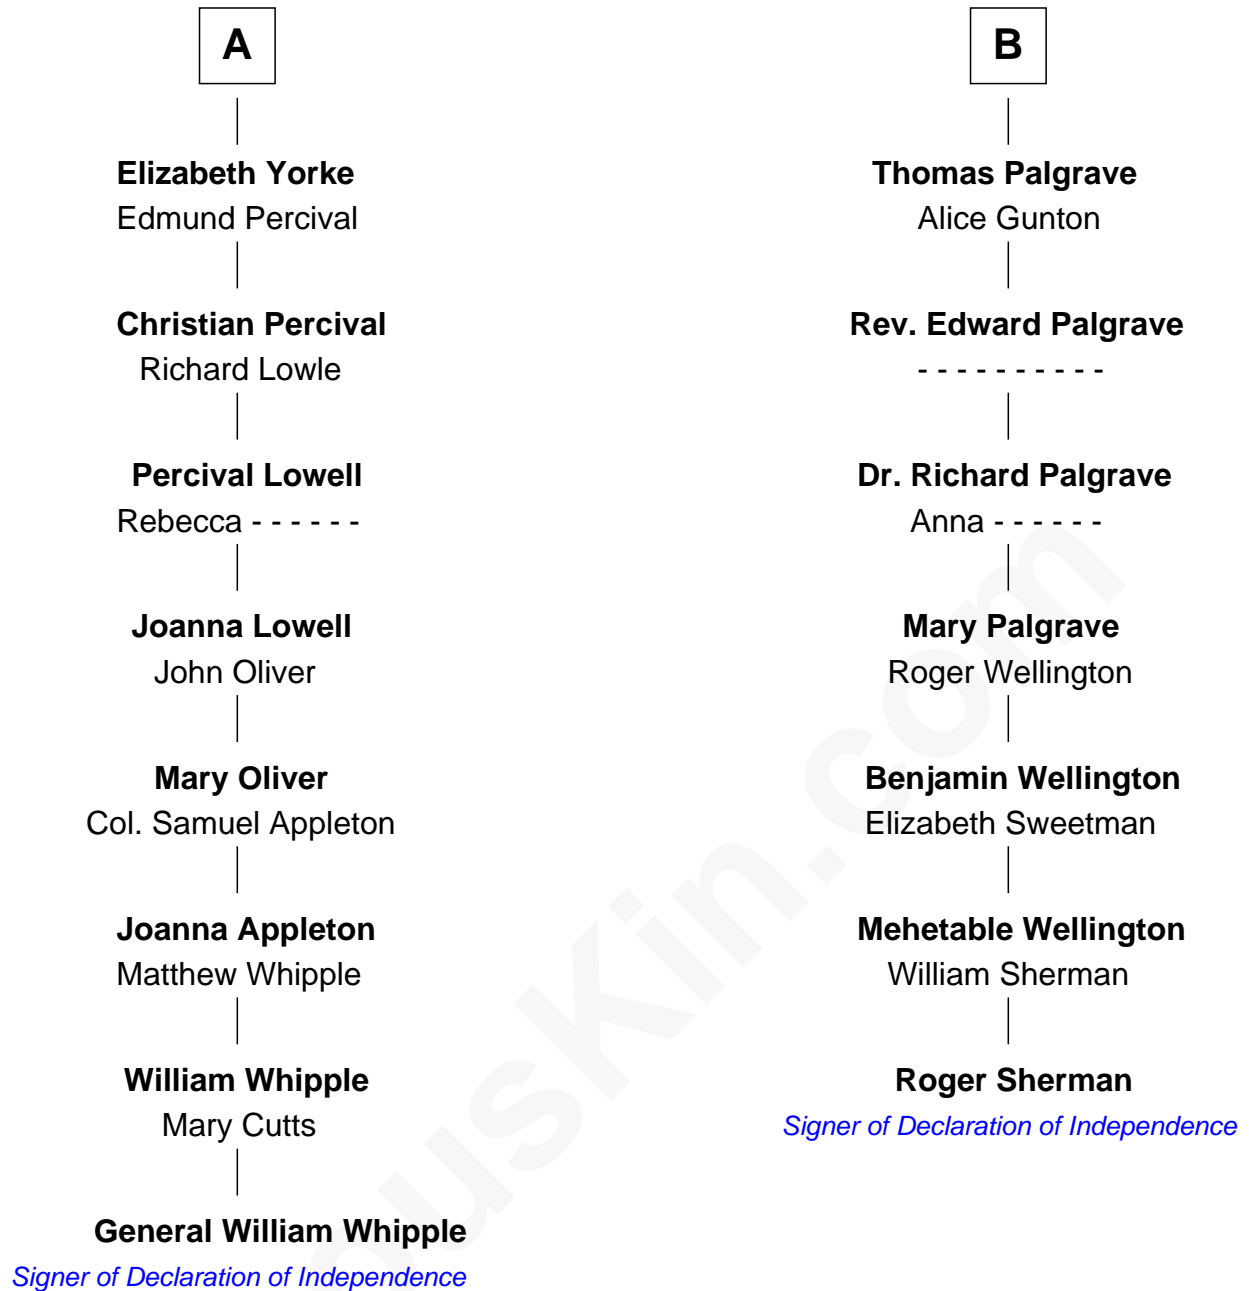 A
Elizabeth Yorke
Edmund Percival
Christian Percival
Richard Lowle
Percival Lowell
Rebecca - - - - - -
Joanna Lowell
John Oliver
Mary Oliver
Col. Samuel Appleton
Joanna Appleton
Matthew Whipple
William Whipple
Mary Cutts
General William Whipple
Signer of Declaration of Independence
B
Thomas Palgrave
Alice Gunton
Rev. Edward Palgrave
- - - - - - - - - -
Dr. Richard Palgrave
Anna - - - - - -
Mary Palgrave
Roger Wellington
Benjamin Wellington
Elizabeth Sweetman
Mehetable Wellington
William Sherman
Roger Sherman
Signer of Declaration of Independence
ousKin.com